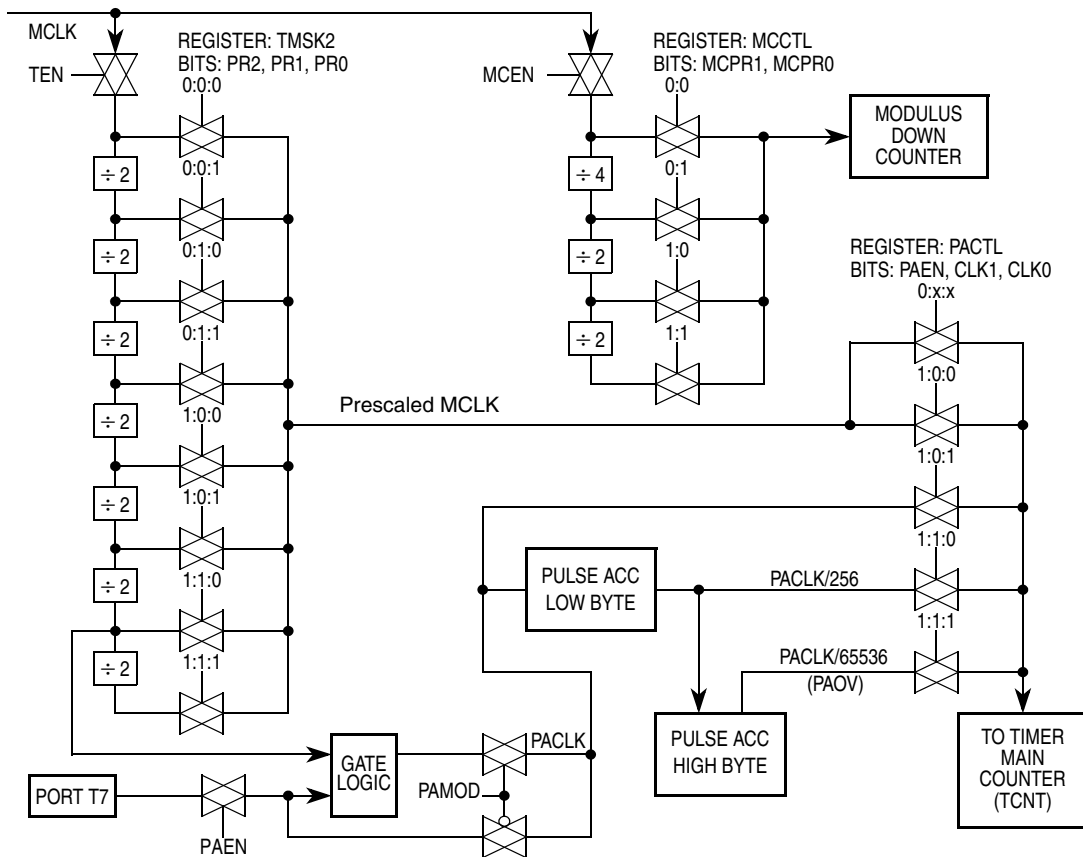 MCLK
REGISTER: TMSK2
BITS: PR2, PR1, PR0
TEN
0:0:0
0:0:1
0:1:0
0:1:1
1:0:0
1:0:1
1:1:0
1:1:1
÷ 2
÷ 2
÷ 2
÷ 2
÷ 2
÷ 2
÷ 2
REGISTER: MCCTL
BITS: MCPR1, MCPR0
MCEN
0:0
0:1
1:0
1:1
÷ 4
÷ 2
÷ 2
MODULUS
DOWN
COUNTER
REGISTER: PACTL
BITS: PAEN, CLK1, CLK0
0:x:x
1:0:0
1:0:1
1:1:0
1:1:1
Prescaled MCLK
PULSE ACC
LOW BYTE
PACLK/256
PACLK/65536
(PAOV)
PULSE ACC
HIGH BYTE
TO TIMER
MAIN
COUNTER
(TCNT)
GATE
LOGIC
PACLK
PAMOD
PORT T7
PAEN